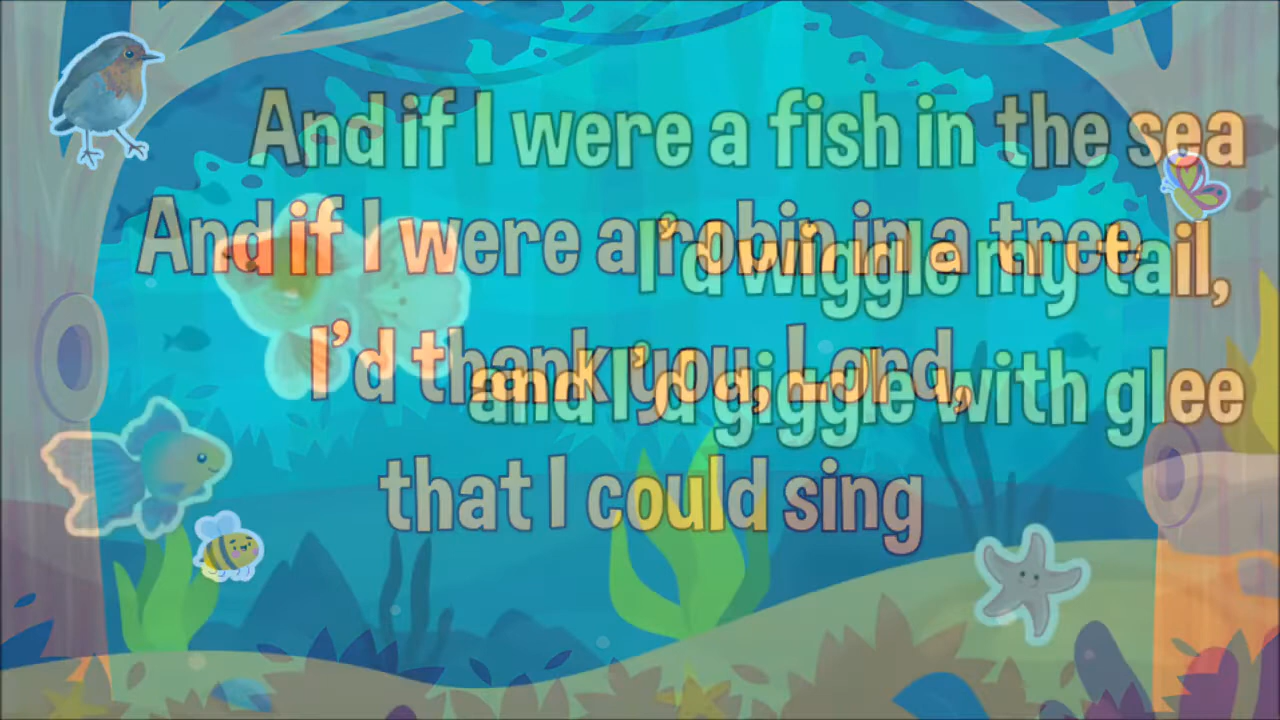 And if I were a fish in the sea
And if I were a robin in a tree
I'd wiggle my tail,
I'd thank you, Lord,
and I'd giggle with glee
that I could sing